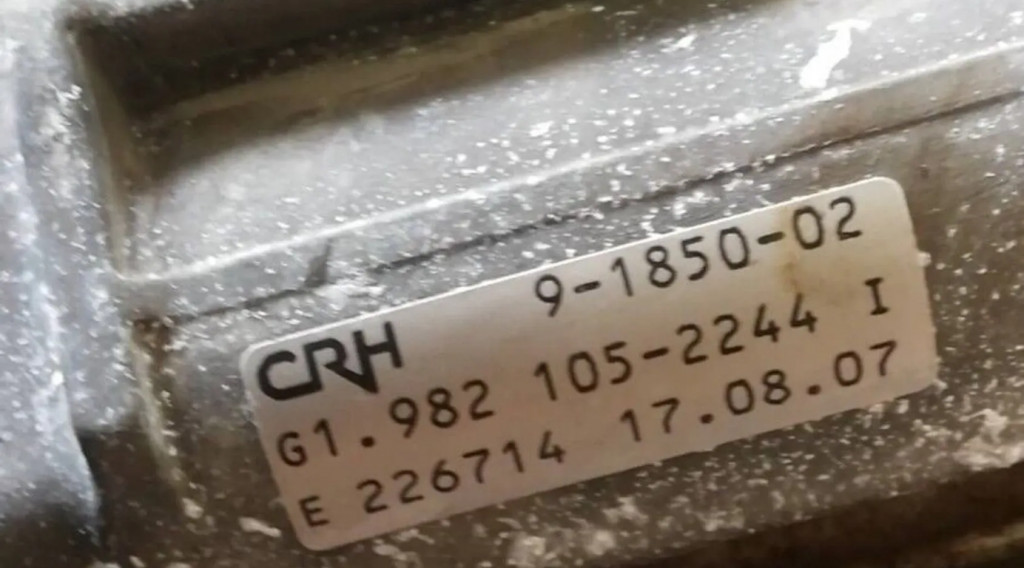 9-1850-02
CRH
G1.982 105-2244 I
E 226714 17.08.07